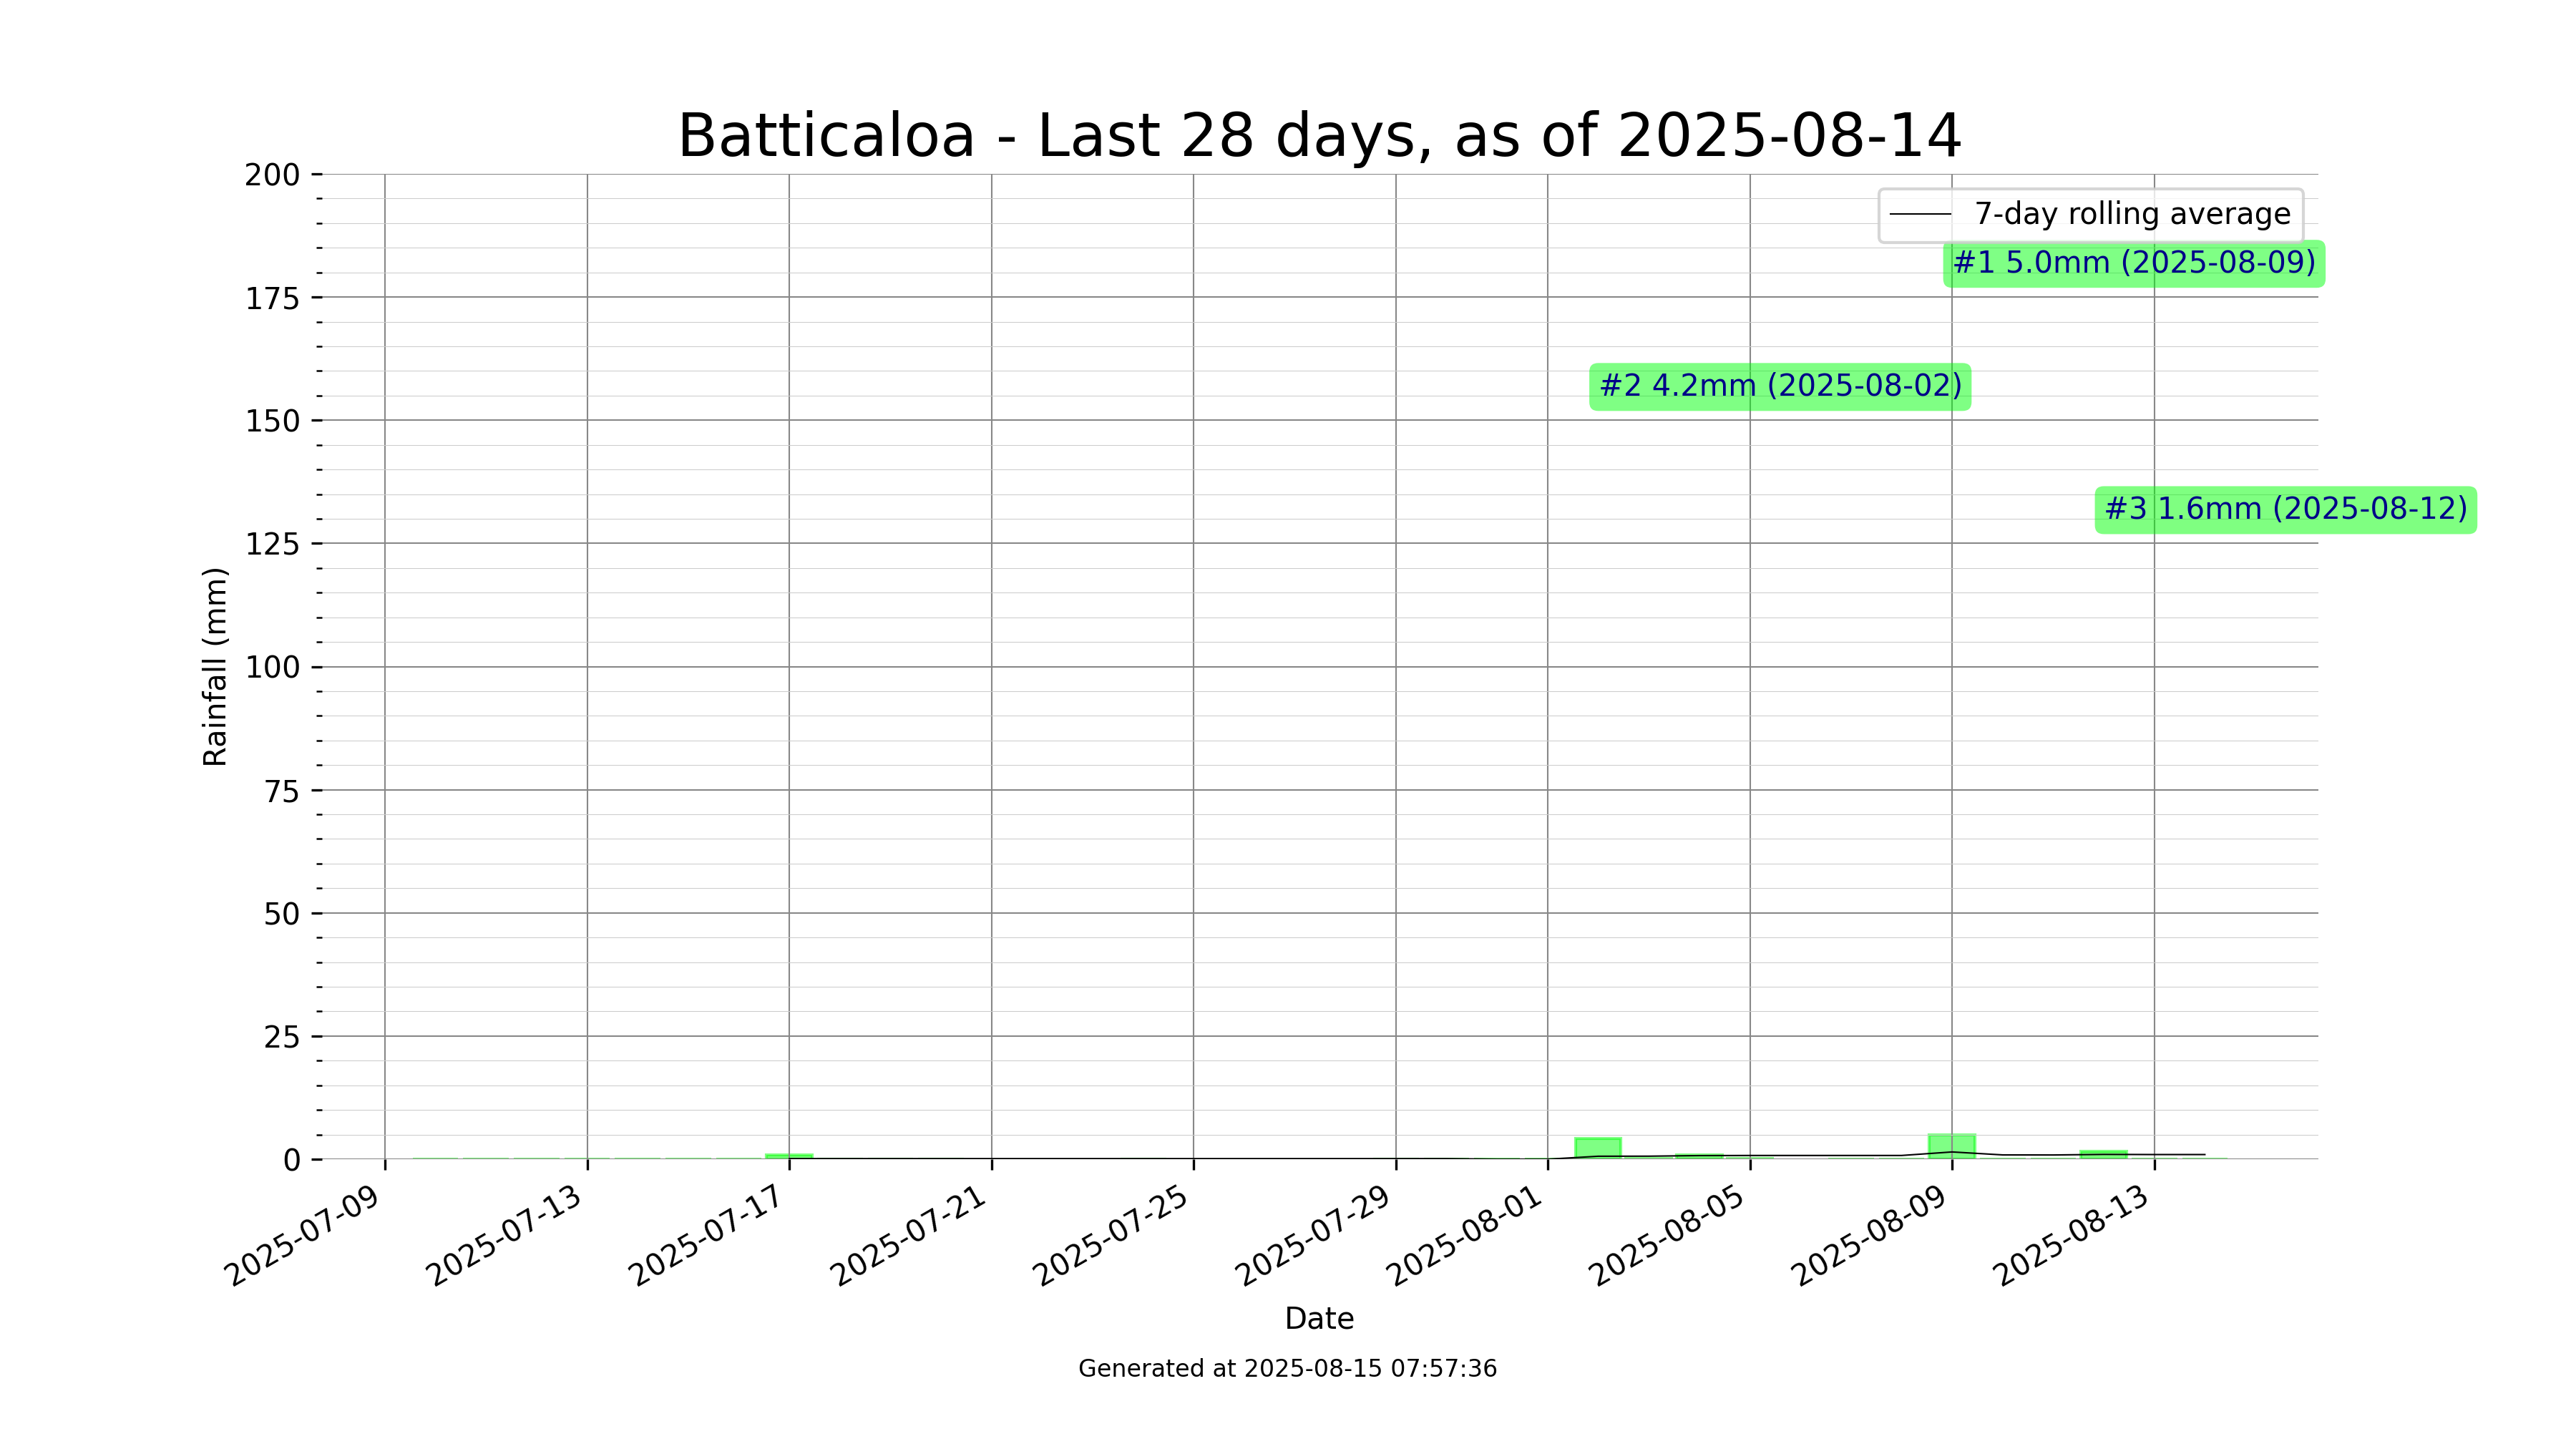 Batticaloa - Last 28 days, as of 2025-08-14
200
175
150
125
100
75
50
25
0
Rainfall (mm)
7-day rolling average
#1 5.0mm (2025-08-09)
#2 4.2mm (2025-08-02)
#3 1.6mm (2025-08-12)
2025-07-09
2025-07-13
2025-07-17
2025-07-21
2025-07-25
2025-07-29
2025-08-01
2025-08-05
2025-08-09
2025-08-13
Date
Generated at 2025-08-15 07:57:36